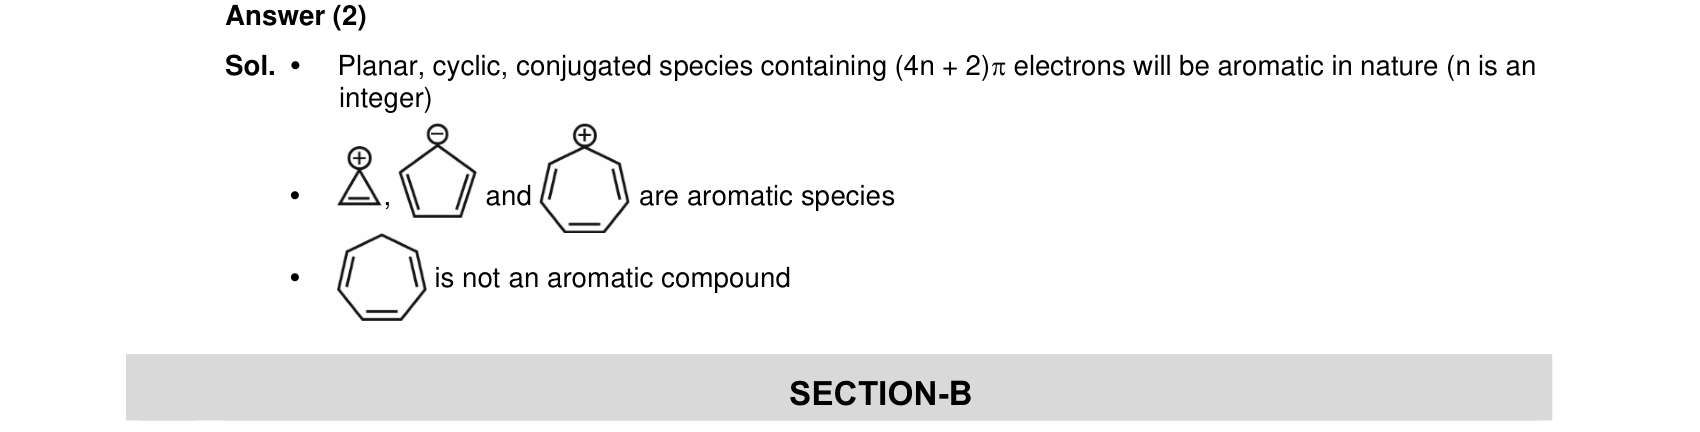 Answer (2)
Sol. • Planar, cyclic, conjugated species containing (4n + 2)π electrons will be aromatic in nature (n is an
integer)
• ⊕ , ⊖ and ⊕ are aromatic species
• is not an aromatic compound
SECTION-B